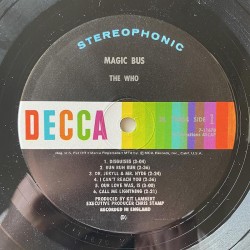 STEREOPHONIC
MAGIC BUS
THE WHO
DECCA
1. DISGUISES (3:04)
2. RUN RUN RUN (2:36)
3. DR. JEKYLL & MR. HYDE (2:24)
4. I CAN'T REACH YOU (3:03)
5. OUR LOVE WAS, IS (3:00)
6. CALL ME LIGHTNING (2:21)
PRODUCED BY KIT LAMBERT
EXECUTIVE PRODUCER CHRIS STAMP
RECORDED IN ENGLAND